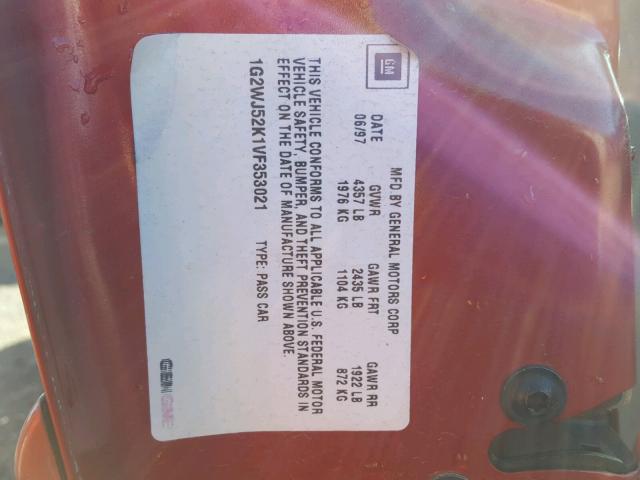 GM
MFD BY GENERAL MOTORS CORP
DATE GVWR GAWR FRT GAWR RR
06/97 4357 LB 2435 LB 1922 LB
1976 KG 1104 KG 872 KG
THIS VEHICLE CONFORMS TO ALL APPLICABLE U.S. FEDERAL MOTOR
VEHICLE SAFETY, BUMPER, AND THEFT PREVENTION STANDARDS IN
EFFECT ON THE DATE OF MANUFACTURE SHOWN ABOVE.
1G2WJ52K1VF353021 TYPE: PASS CAR